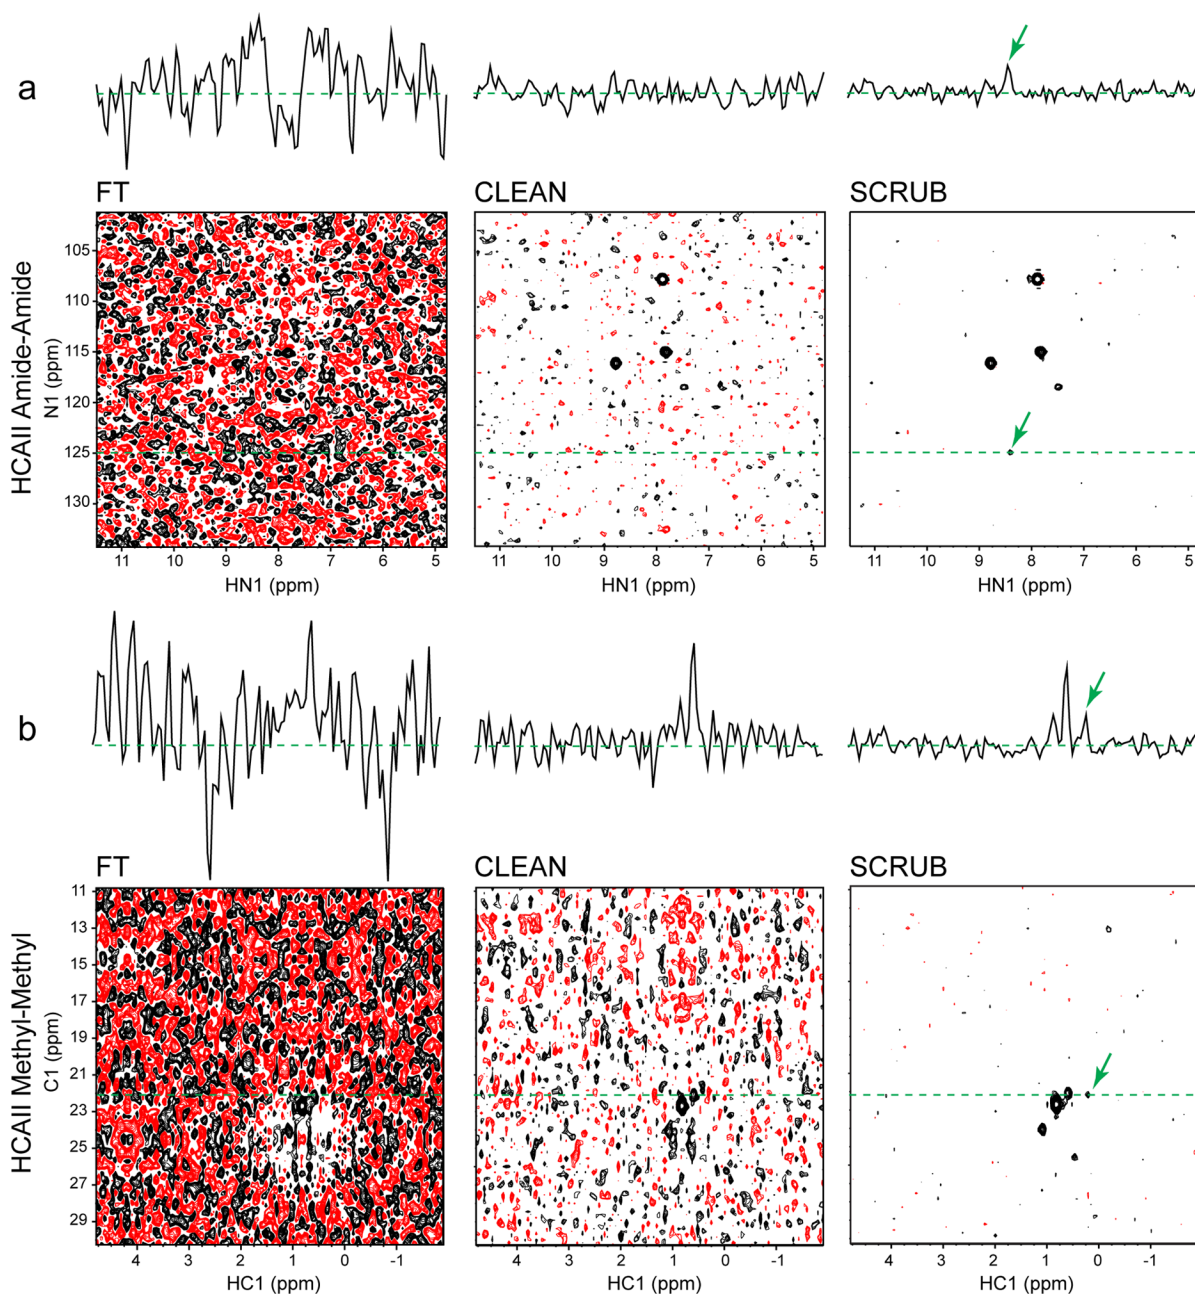 a
FT
CLEAN
SCRUB
HCAII Amide-Amide
N1 (ppm)
105
110
115
120
125
130
11 10 9 8 7 6 5
11 10 9 8 7 6 5
11 10 9 8 7 6 5
HN1 (ppm)
HN1 (ppm)
HN1 (ppm)
b
FT
CLEAN
SCRUB
HCAII Methyl-Methyl
C1 (ppm)
11
13
15
17
19
21
23
25
27
29
4 3 2 1 0 -1
4 3 2 1 0 -1
4 3 2 1 0 -1
HC1 (ppm)
HC1 (ppm)
HC1 (ppm)